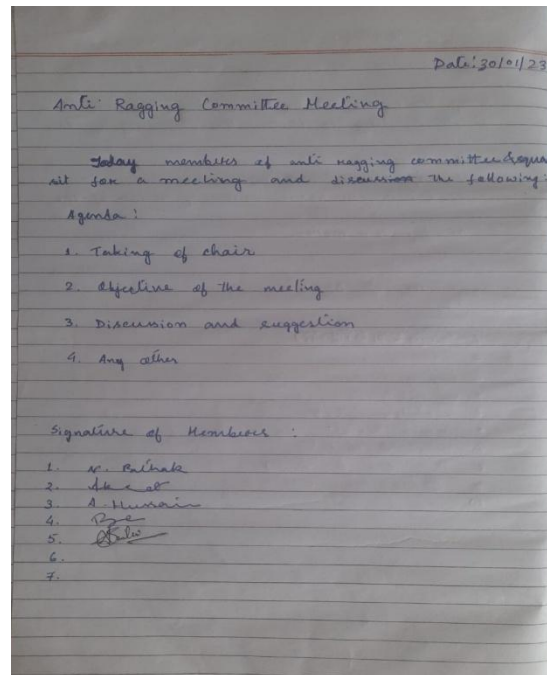 Date: 30/01/23
Anti Ragging Committee Meeting
Today members of anti ragging committee
sit for a meeting and discussion the following:
Agenda:
1. Taking of chair
2. Objective of the meeting
3. Discussion and suggestion
4. Any other
Signature of Members:
1. N. Pathak
2.
3. A. Hussain
4.
5.
6.
7.